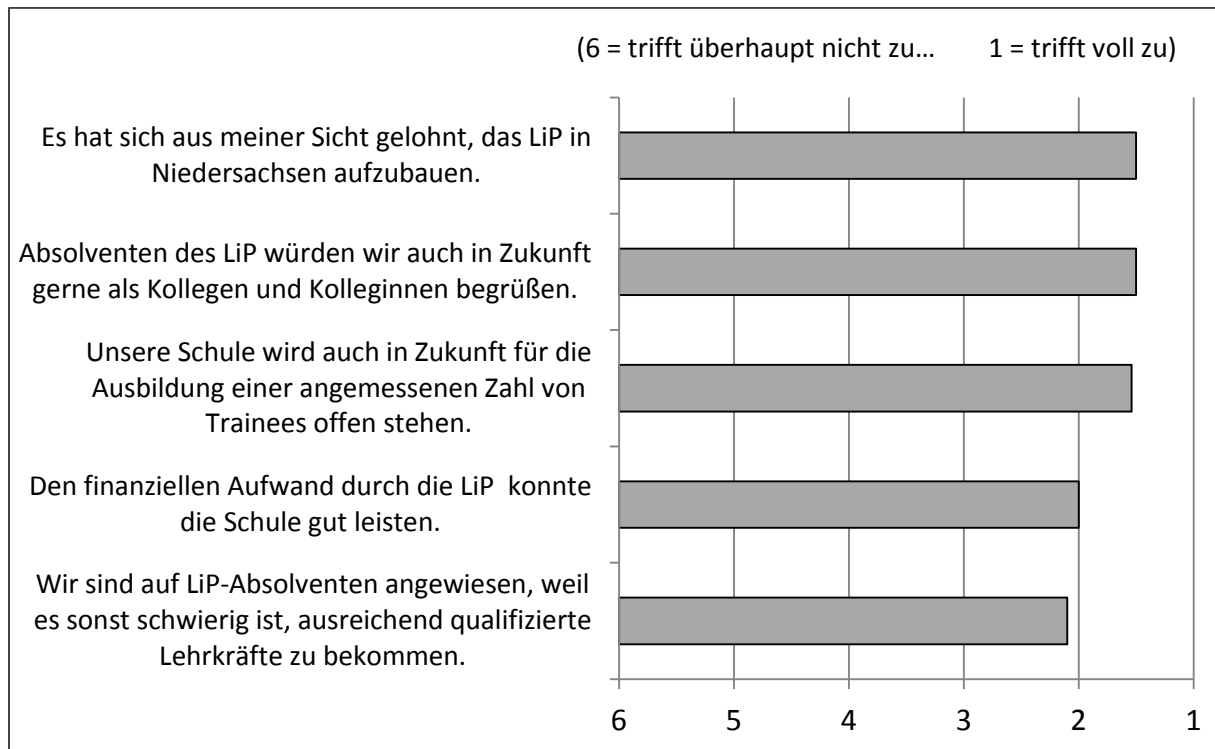 (6 = trifft überhaupt nicht zu... 1 = trifft voll zu)
Es hat sich aus meiner Sicht gelohnt, das LiP in
Niedersachsen aufzubauen.
Absolventen des LiP würden wir auch in Zukunft
gerne als Kollegen und Kolleginnen begrüßen.
Unsere Schule wird auch in Zukunft für die
Ausbildung einer angemessenen Zahl von
Trainees offen stehen.
Den finanziellen Aufwand durch die LiP konnte
die Schule gut leisten.
Wir sind auf LiP-Absolventen angewiesen, weil
es sonst schwierig ist, ausreichend qualifizierte
Lehrkräfte zu bekommen.
6 5 4 3 2 1